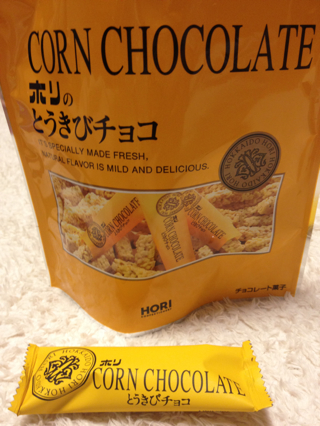 CORN CHOCOLATE
ホリの
とうきびチョコ
SPECIALLY MADE FRESH,
FLAVOR IS MILD AND DELICIOUS.
CORN CHOCOLATE
HORI
チョコレート菓子
ホリ
CORN CHOCOLATE
とうきびチョコ